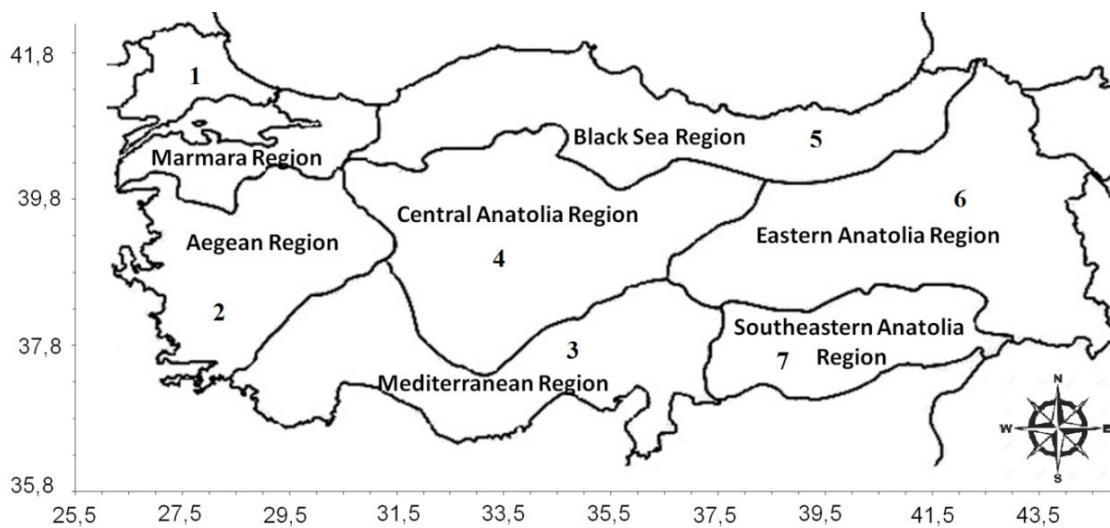 41,8
1
Black Sea Region
5
Marmara Region
39,8
6
Central Anatolia Region
Aegean Region
Eastern Anatolia Region
4
2
Southeastern Anatolia
Region
37,8
3
7
Mediterranean Region
N
W
E
S
35,8
25,5 27,5 29,5 31,5 33,5 35,5 37,5 39,5 41,5 43,5